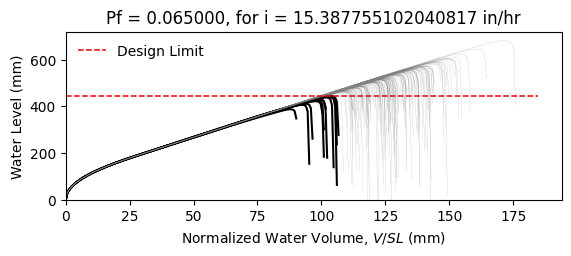 Pf = 0.065000, for i = 15.387755102040817 in/hr
Design Limit
Water Level (mm)
600
400
200
0
0 25 50 75 100 125 150 175
Normalized Water Volume, V/SL (mm)